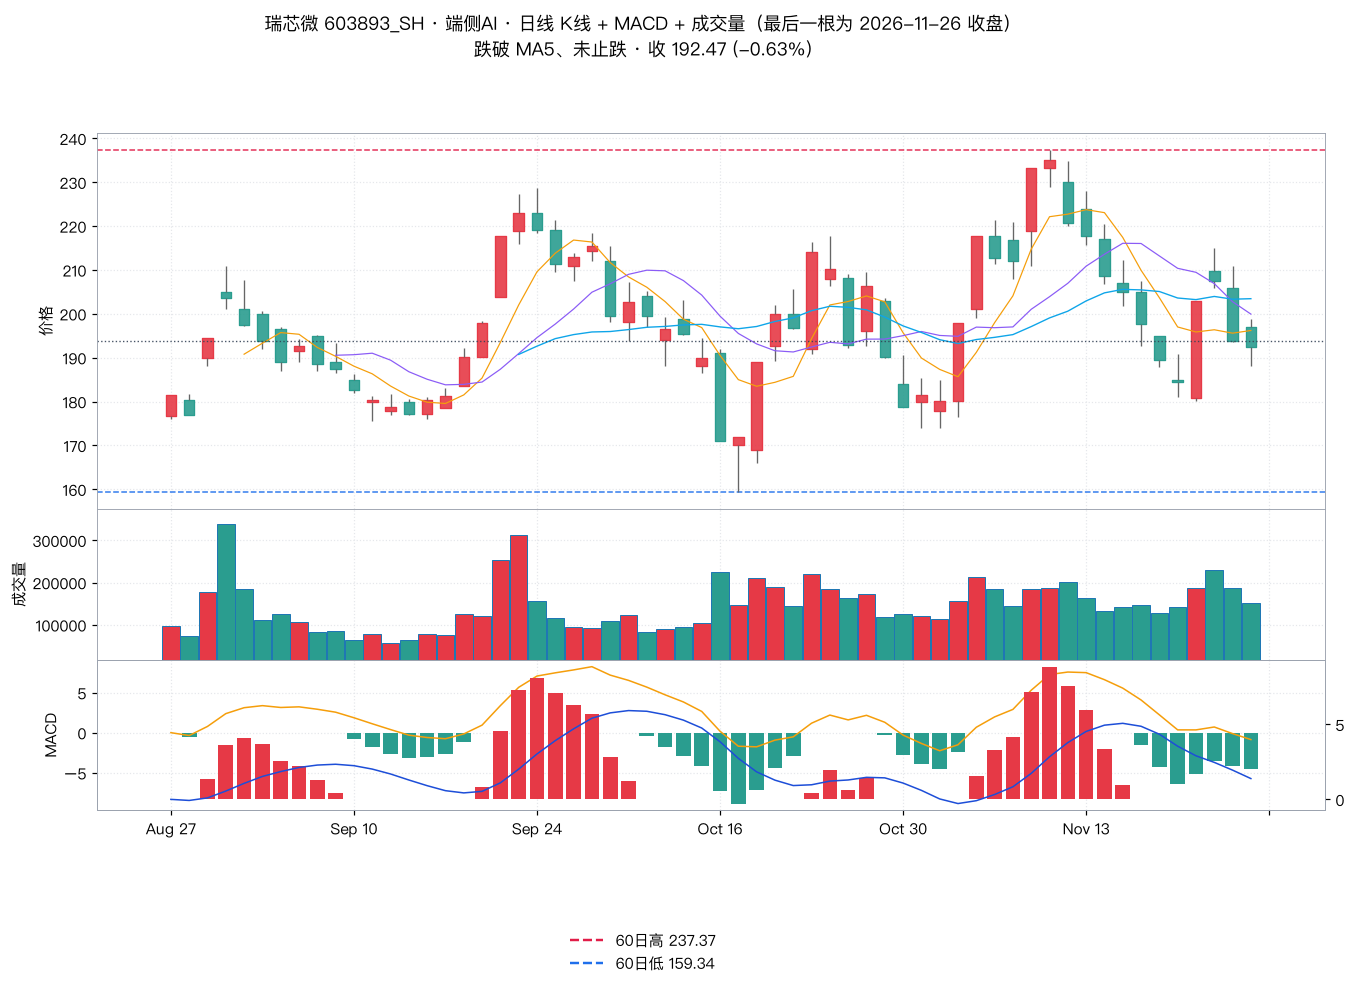 瑞芯微 603893_SH · 端侧AI · 日线 K线 + MACD + 成交量（最后一根为 2026−11−26 收盘）
跌破 MA5、未止跌 · 收 192.47 (−0.63%)
240
230
220
210
200
190
180
170
160
价格
300000
200000
100000
成交量
5
0
−5
MACD
5
0
Aug 27
Sep 10
Sep 24
Oct 16
Oct 30
Nov 13
60日高 237.37
60日低 159.34